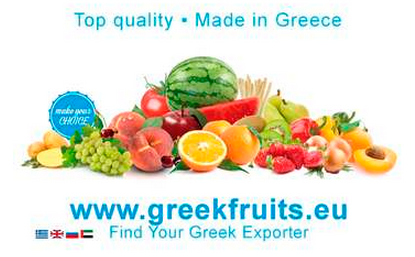 Top quality • Made in Greece
make your
CHOICE
www.greekfruits.eu
Find Your Greek Exporter